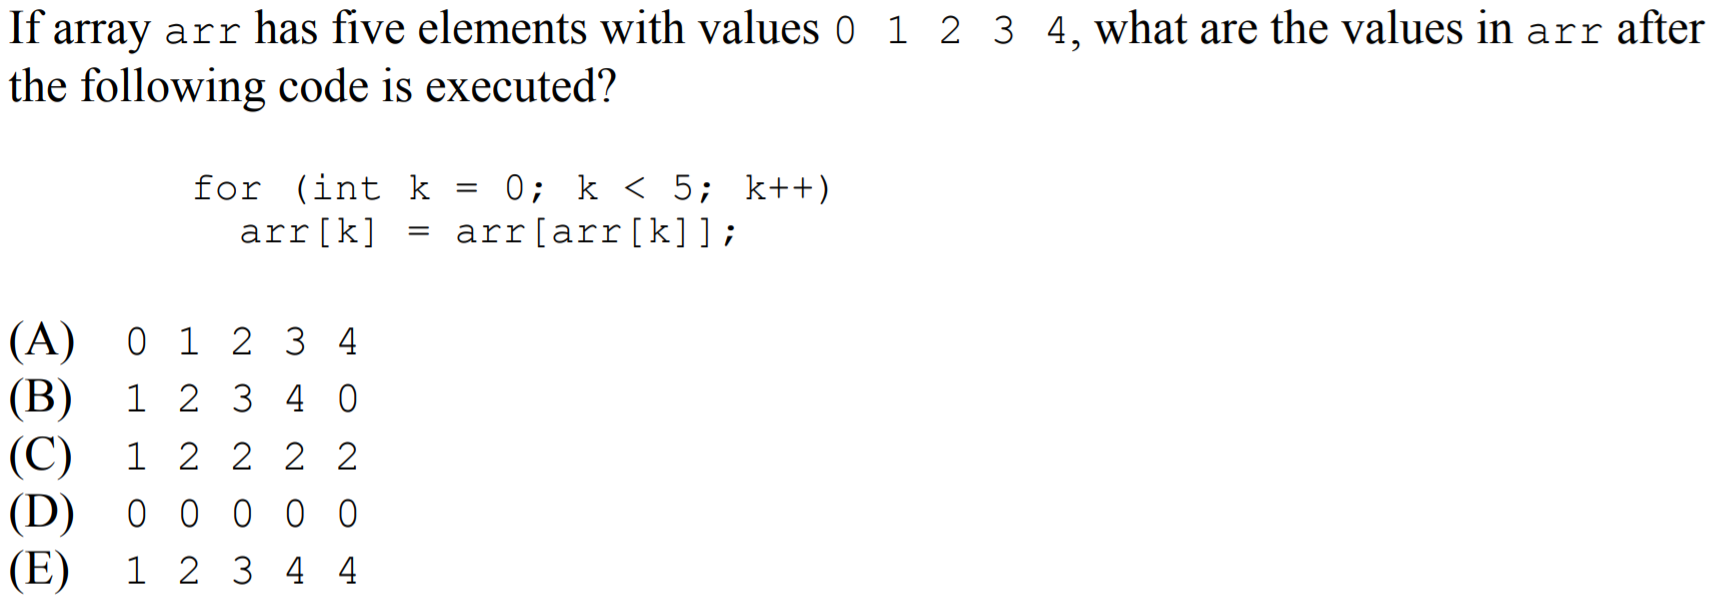 If array arr has five elements with values 0 1 2 3 4, what are the values in arr after
the following code is executed?
for (int k = 0; k < 5; k++)
arr[k] = arr[arr[k]];
(A) 0 1 2 3 4
(B) 1 2 3 4 0
(C) 1 2 2 2 2
(D) 0 0 0 0 0
(E) 1 2 3 4 4